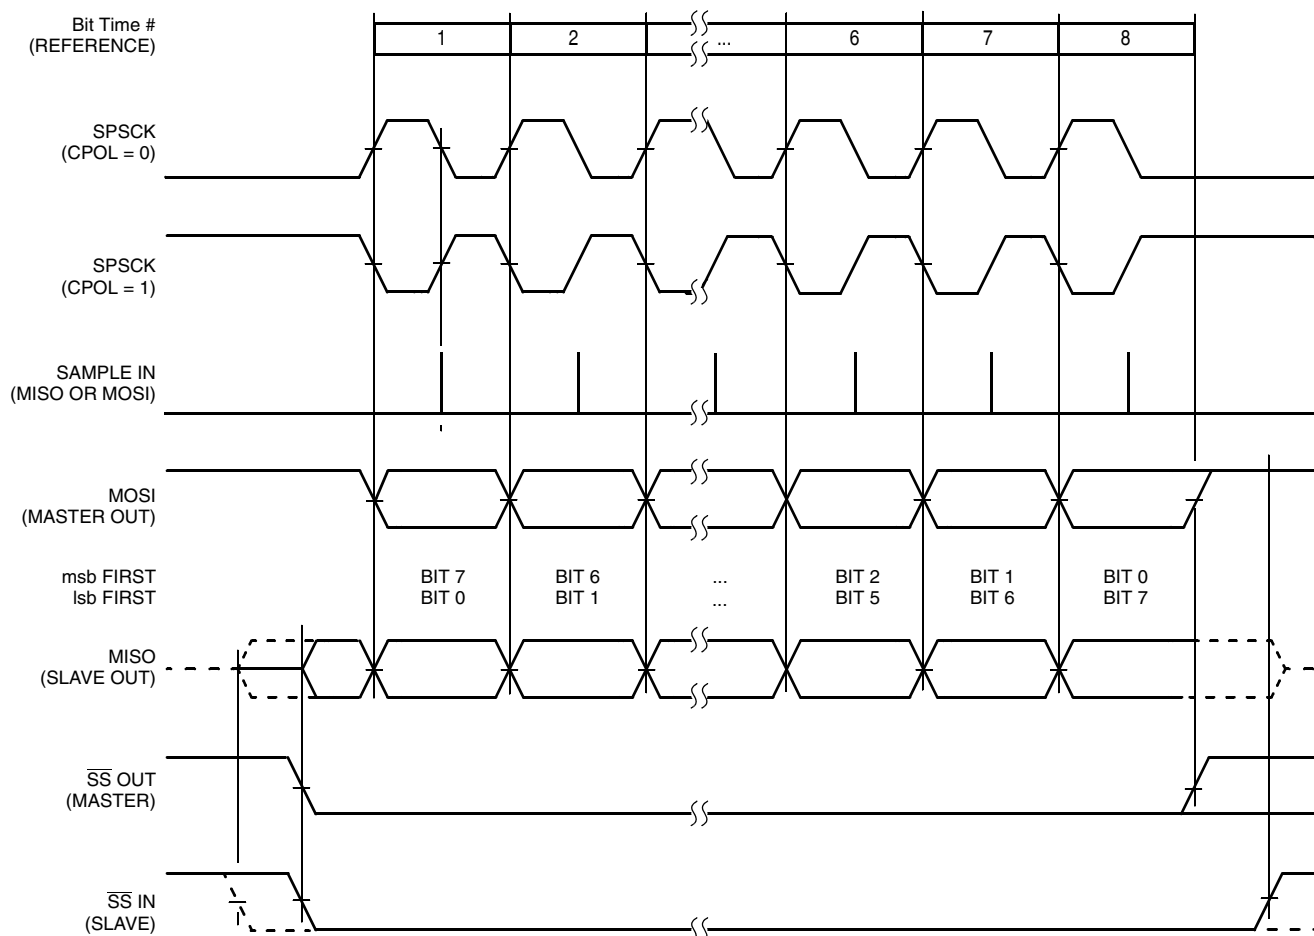 Bit Time #
(REFERENCE)
1 2 ... 6 7 8
SPSCK
(CPOL = 0)
SPSCK
(CPOL = 1)
SAMPLE IN
(MISO OR MOSI)
MOSI
(MASTER OUT)
msb FIRST BIT 7 BIT 6 ... BIT 2 BIT 1 BIT 0
lsb FIRST BIT 0 BIT 1 ... BIT 5 BIT 6 BIT 7
MISO
(SLAVE OUT)
S̅S̅ OUT
(MASTER)
S̅S̅ IN
(SLAVE)